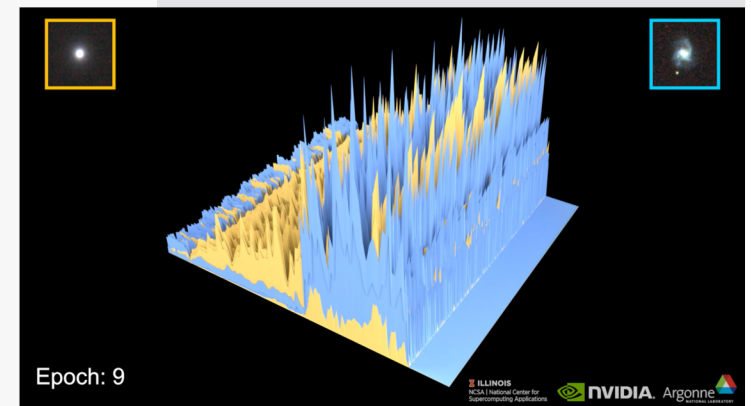 Epoch: 9
ILLINOIS
NCSA | National Center for
Supercomputing Applications
NVIDIA.
Argonne
NATIONAL LABORATORY